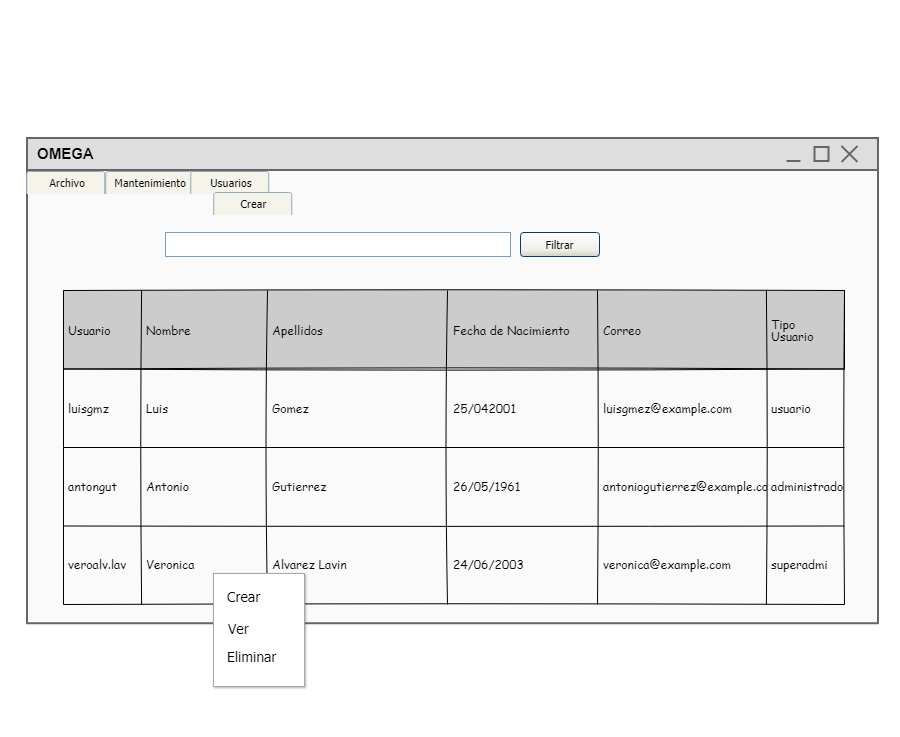 OMEGA
Archivo Mantenimiento Usuarios
Crear
Filtrar
Usuario Nombre Apellidos Fecha de Nacimiento Correo Tipo
Usuario
luisgmz Luis Gomez 25/042001 luisgmez@example.com usuario
antongut Antonio Gutierrez 26/05/1961 antoniogutierrez@example.co administrado
veroalv.lav Veronica Alvarez Lavin 24/06/2003 veronica@example.com superadmi
Crear
Ver
Eliminar